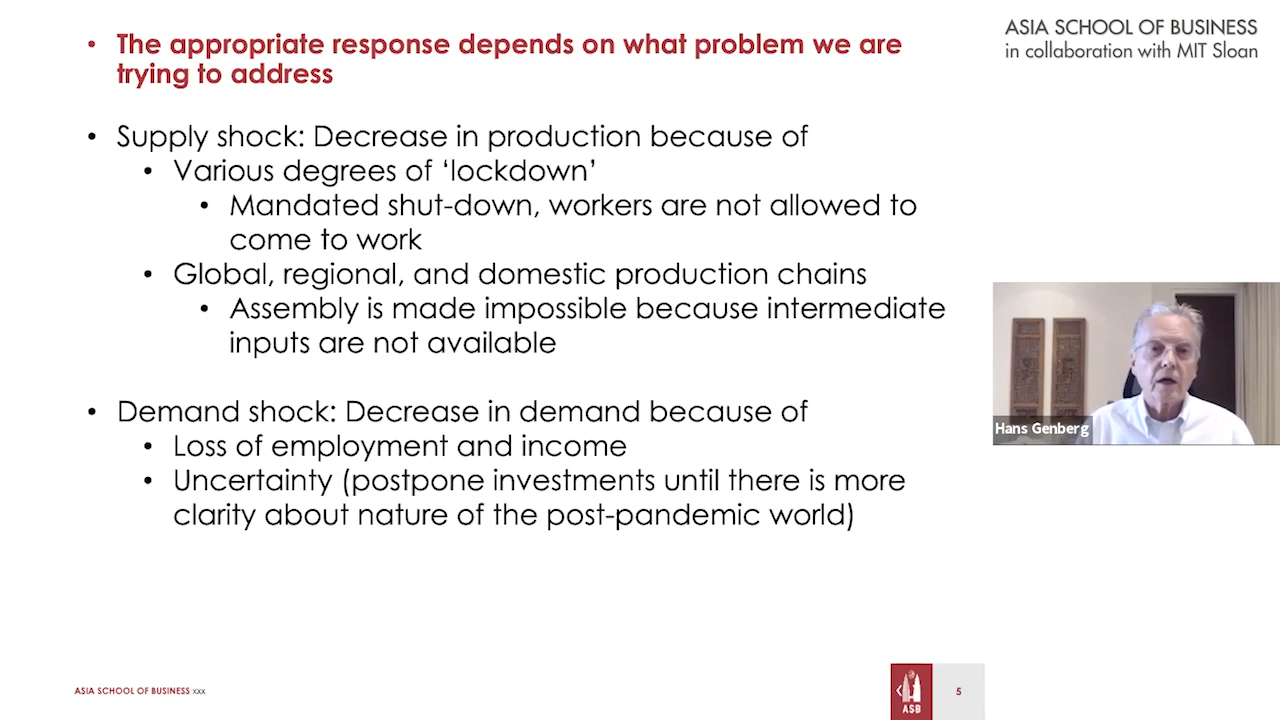 • The appropriate response depends on what problem we are
trying to address
ASIA SCHOOL OF BUSINESS
in collaboration with MIT Sloan
• Supply shock: Decrease in production because of
• Various degrees of ‘lockdown’
• Mandated shut-down, workers are not allowed to
come to work
• Global, regional, and domestic production chains
• Assembly is made impossible because intermediate
inputs are not available
• Demand shock: Decrease in demand because of
• Loss of employment and income
• Uncertainty (postpone investments until there is more
clarity about nature of the post-pandemic world)
Hans Genberg
ASIA SCHOOL OF BUSINESS xxx
ASB
5